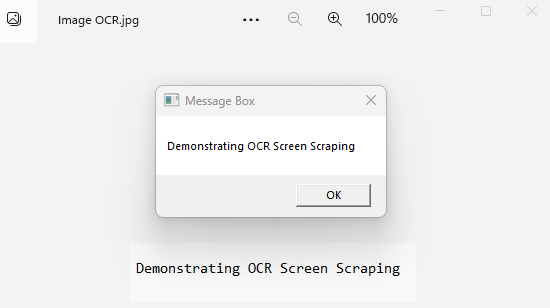 Image OCR.jpg
100%
Message Box
Demonstrating OCR Screen Scraping
OK
Demonstrating OCR Screen Scraping